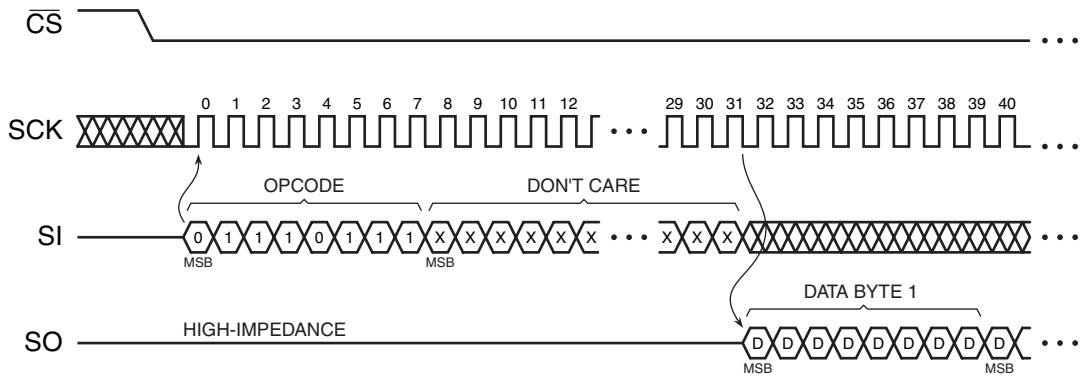 CS
0 1 2 3 4 5 6 7 8 9 10 11 12 29 30 31 32 33 34 35 36 37 38 39 40
SCK
OPCODE DON'T CARE
SI 0 1 1 1 0 1 1 1 X X X X X X X X X
MSB MSB
DATA BYTE 1
HIGH-IMPEDANCE
SO D D D D D D D D D
MSB MSB